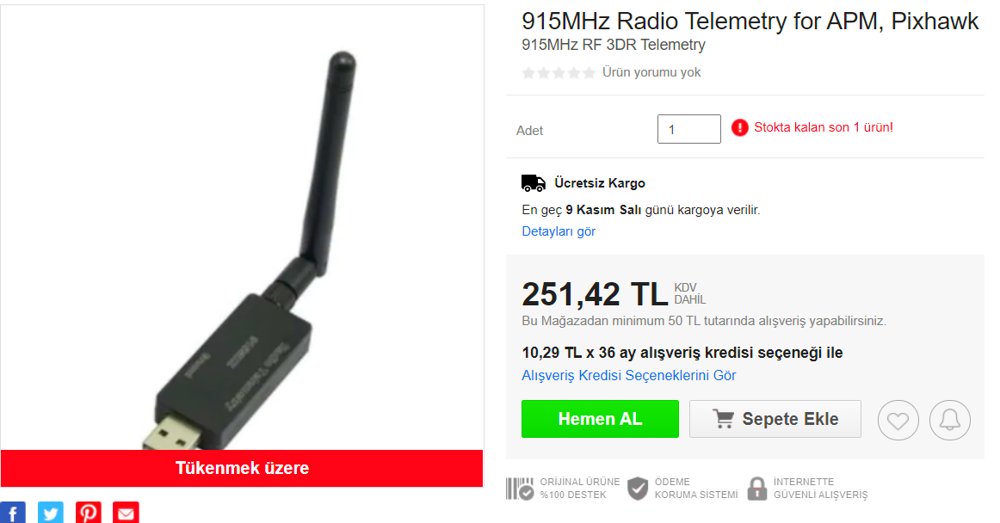 915MHz Radio Telemetry for APM, Pixhawk
915MHz RF 3DR Telemetry
Ürün yorumu yok
Adet
1
Stokta kalan son 1 ürün!
Ücretsiz Kargo
En geç 9 Kasım Salı günü kargoya verilir.
Detayları gör
251,42 TL KDV DAHİL
Bu Mağazadan minimum 50 TL tutarında alışveriş yapabilirsiniz.
10,29 TL x 36 ay alışveriş kredisi seçeneği ile
Alışveriş Kredisi Seçeneklerini Gör
Hemen AL
Sepete Ekle
Radio Telemetry
Ground
Tükenmek üzere
ORİJİNAL ÜRÜNE
%100 DESTEK
ÖDEME
KORUMA SİSTEMİ
İNTERNETTE
GÜVENLİ ALIŞVERİŞ